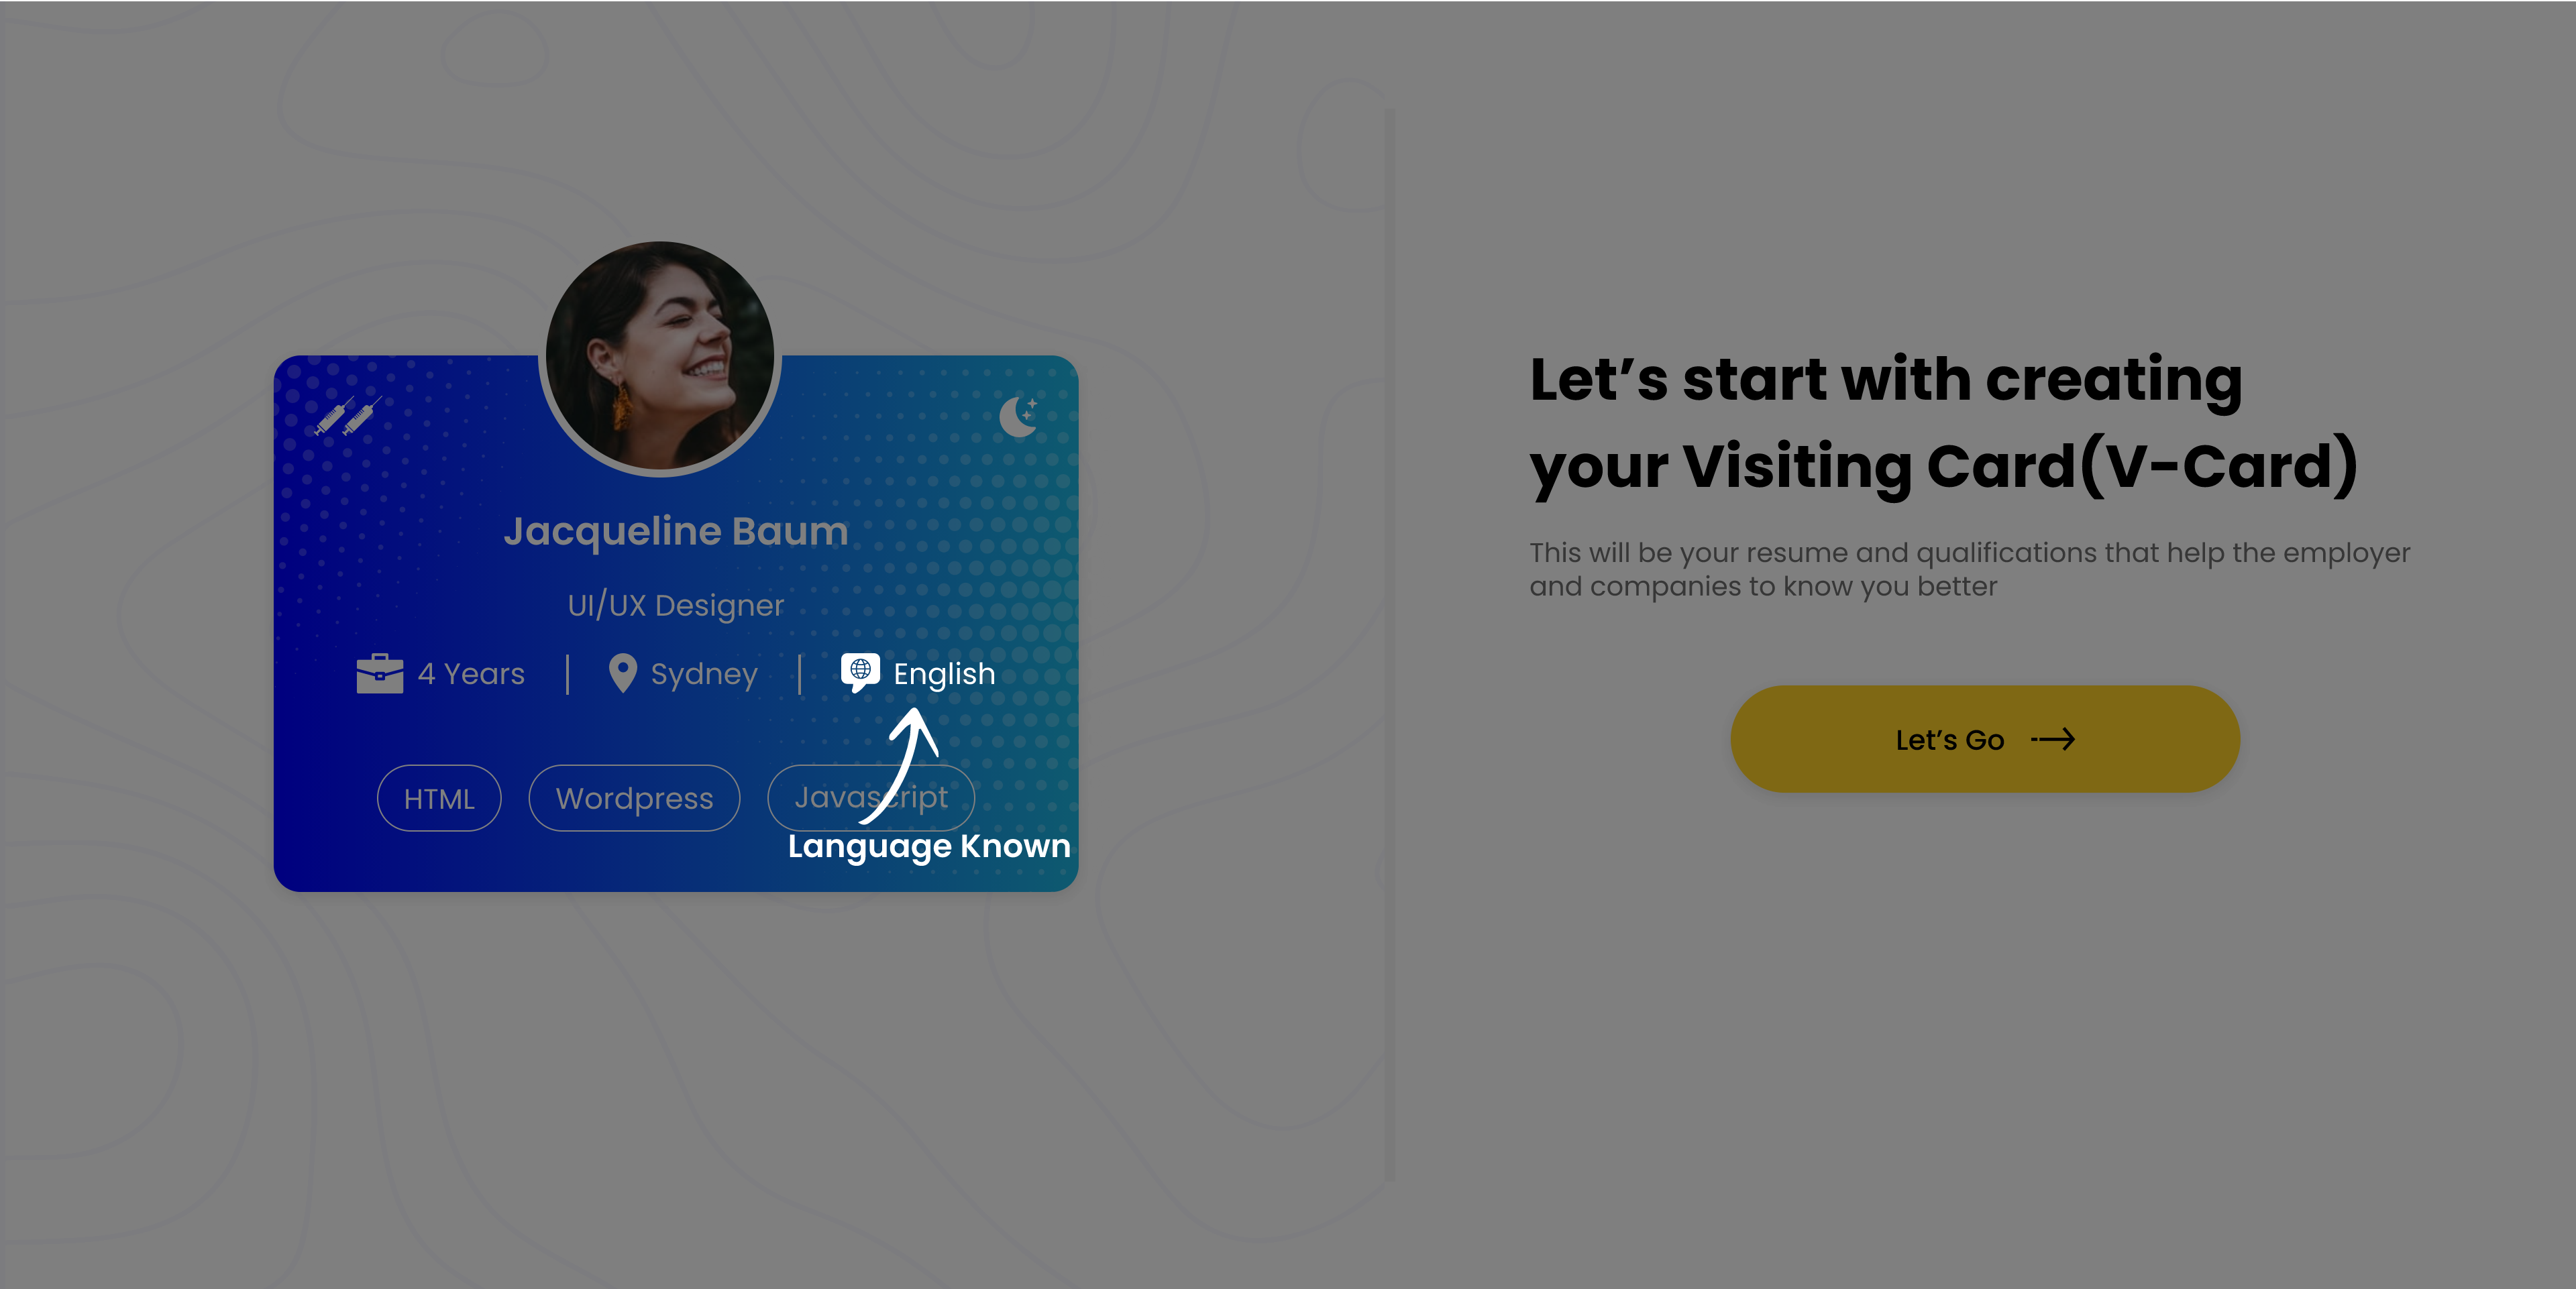 Jacqueline Baum
UI/UX Designer
4 Years
Sydney
English
HTML
Wordpress
Javascript
Language Known
Let’s start with creating
your Visiting Card(V-Card)
This will be your resume and qualifications that help the employer
and companies to know you better
Let’s Go